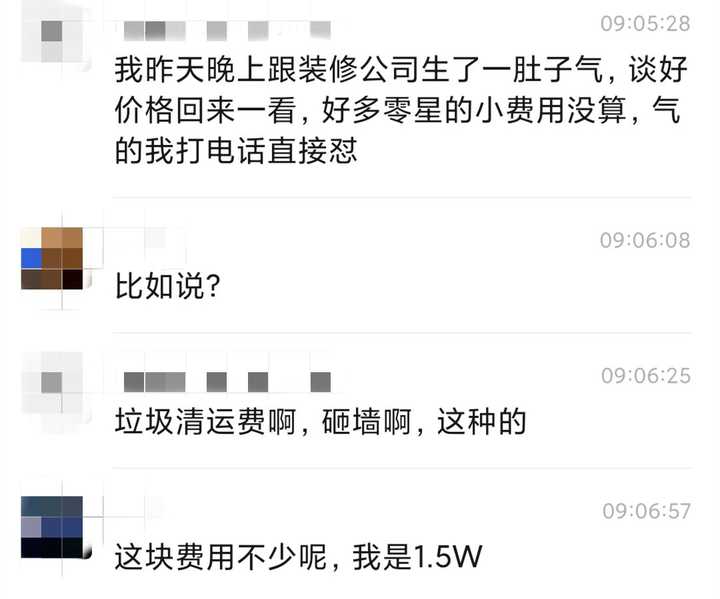 09:05:28
我昨天晚上跟装修公司生了一肚子气，谈好
价格回来一看，好多零星的小费用没算，气
的我打电话直接怼
09:06:08
比如说？
09:06:25
垃圾清运费啊，砸墙啊，这种的
09:06:57
这块费用不少呢，我是1.5W